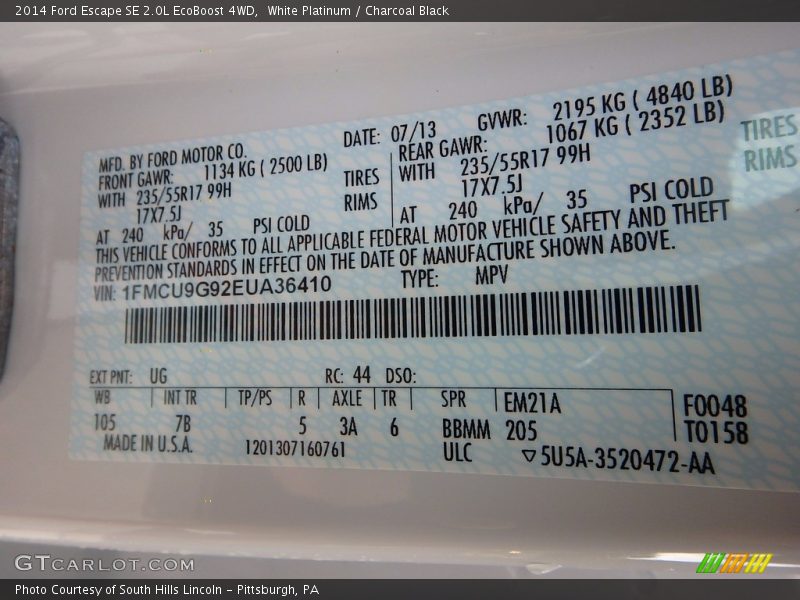 2014 Ford Escape SE 2.0L EcoBoost 4WD,  White Platinum / Charcoal Black
MFD. BY FORD MOTOR CO.
DATE: 07/13
GVWR: 2195 KG ( 4840 LB)
FRONT GAWR: 1134 KG ( 2500 LB)
REAR GAWR: 1067 KG ( 2352 LB)
WITH 235/55R17 99H TIRES
WITH 235/55R17 99H TIRES
17X7.5J RIMS
17X7.5J RIMS
AT 240 kPa/ 35 PSI COLD
AT 240 kPa/ 35 PSI COLD
THIS VEHICLE CONFORMS TO ALL APPLICABLE FEDERAL MOTOR VEHICLE SAFETY AND THEFT
PREVENTION STANDARDS IN EFFECT ON THE DATE OF MANUFACTURE SHOWN ABOVE.
VIN: 1FMCU9G92EUA36410 TYPE: MPV
EXT PNT: UG RC: 44 DSO:
WB INT TR TP/PS R AXLE TR SPR EM21A F0048
105 7B 5 3A 6 BBMM 205 T0158
MADE IN U.S.A. 1201307160761 ULC ▽5U5A-3520472-AA
GTCARLOT.COM
Photo Courtesy of South Hills Lincoln - Pittsburgh, PA